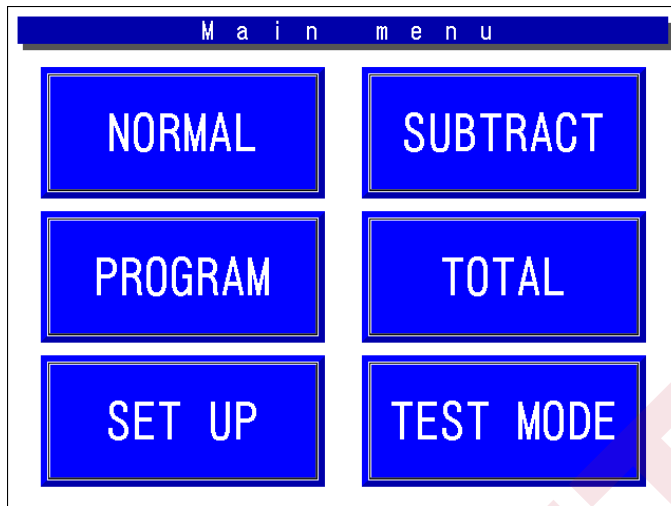 Main menu
NORMAL
SUBTRACT
PROGRAM
TOTAL
SET UP
TEST MODE